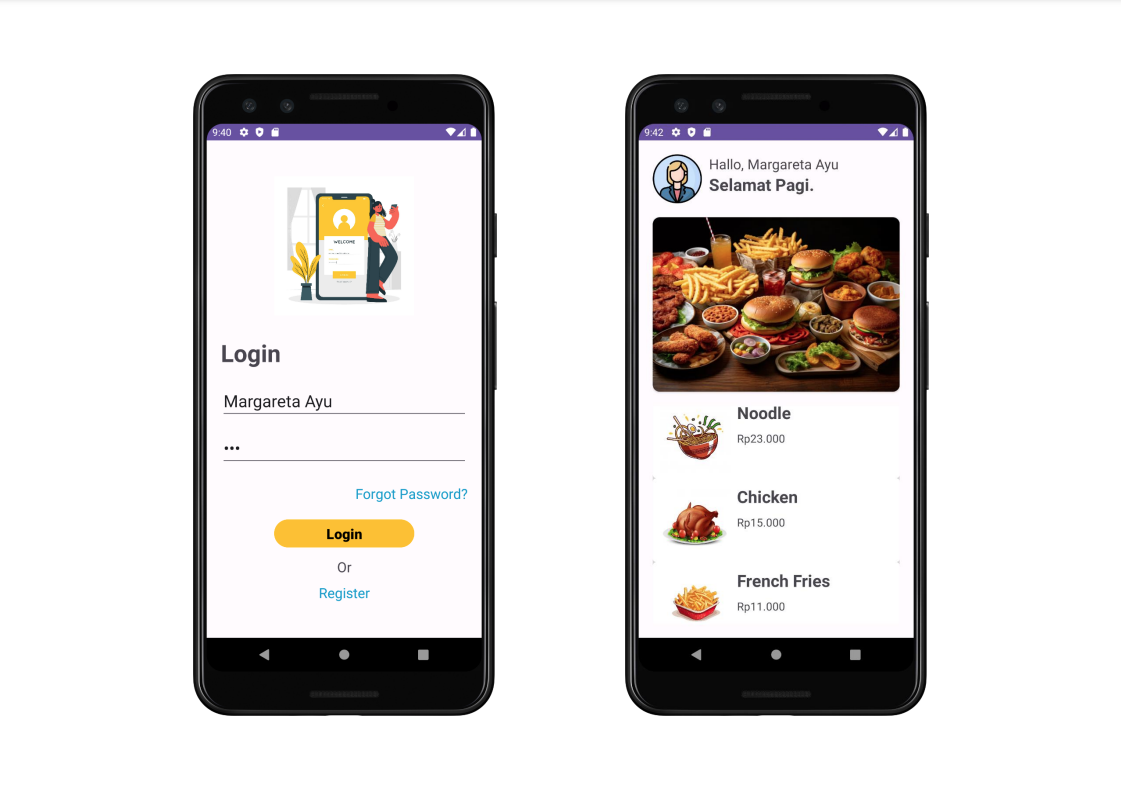 9:40
WELCOME
Login
Margareta Ayu
•••
Forgot Password?
Login
Or
Register
9:42
Hallo, Margareta Ayu
Selamat Pagi.
Noodle
Rp23.000
Chicken
Rp15.000
French Fries
Rp11.000